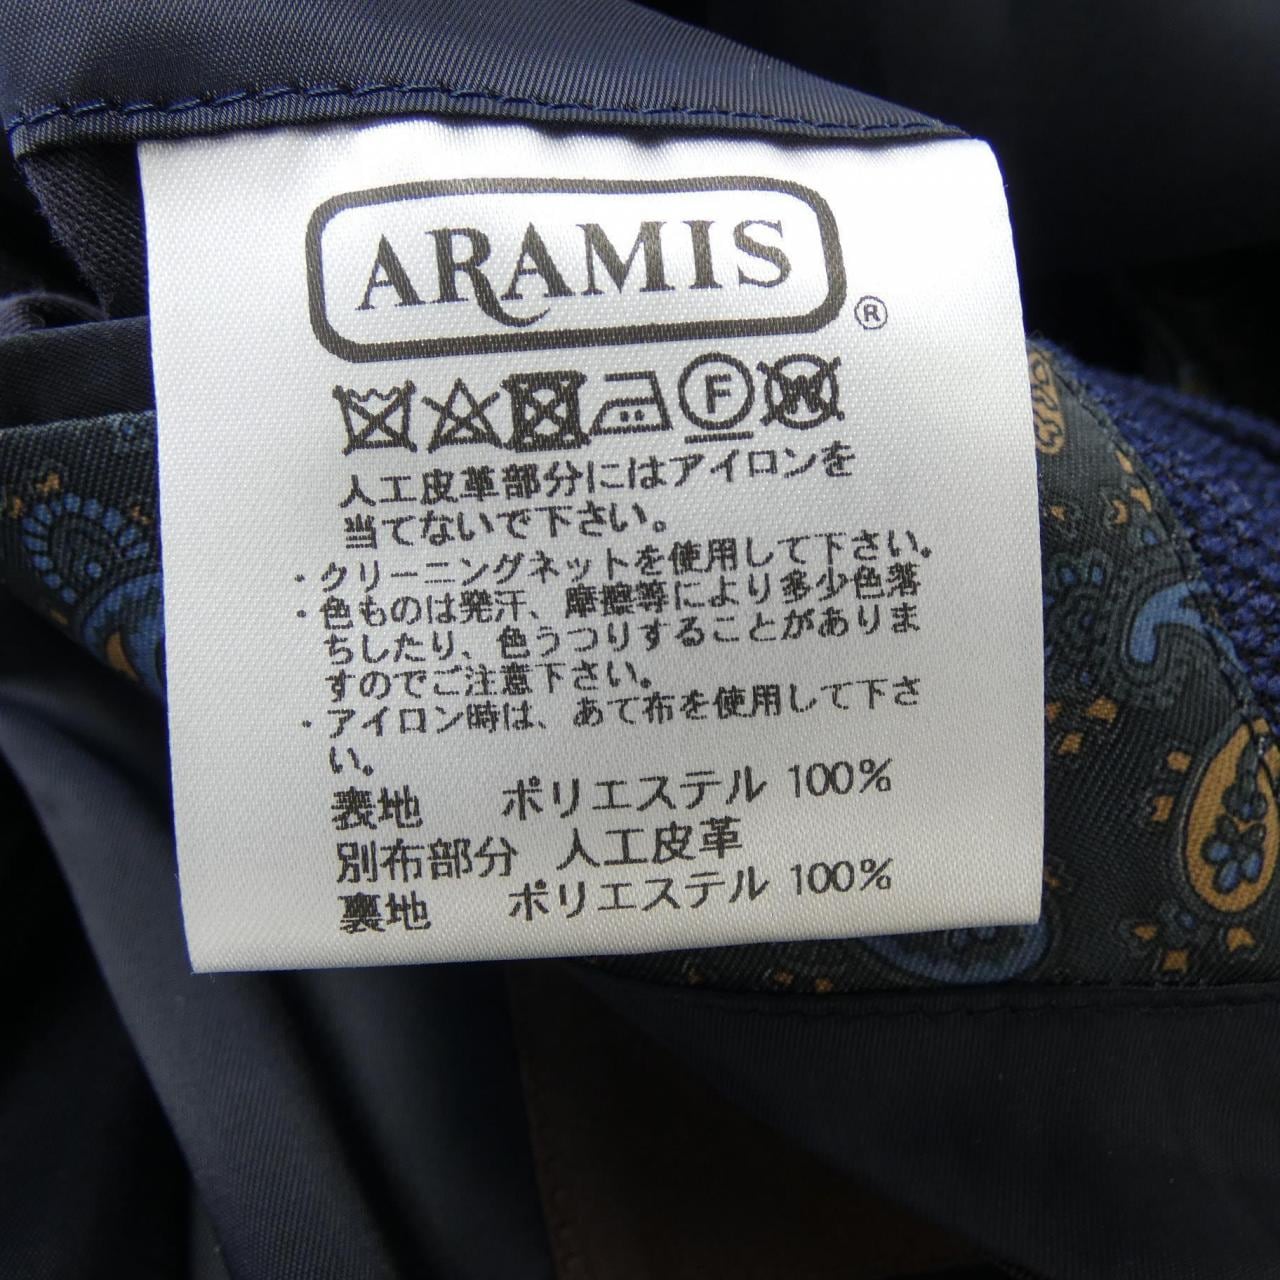 ARAMIS
®
F W
人工皮革部分にはアイロンを
当てないで下さい。
・クリーニングネットを使用して下さい。
・色ものは発汗、摩擦等により多少色落
ちしたり、色うつりすることがありま
すのでご注意下さい。
・アイロン時は、あて布を使用して下さ
い。
表地 ポリエステル 100%
別布部分 人工皮革
裏地 ポリエステル 100%